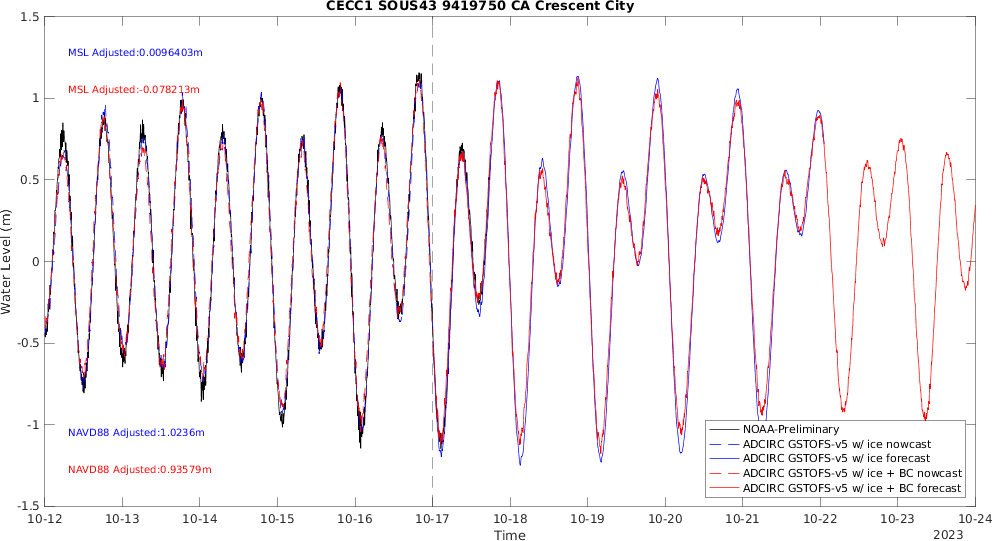 CECC1 SOUS43 9419750 CA Crescent City
1.5
1
0.5
0
-0.5
-1
-1.5
Water Level (m)
MSL Adjusted:0.0096403m
MSL Adjusted:-0.078213m
NAVD88 Adjusted:1.0236m
NAVD88 Adjusted:0.93579m
NOAA-Preliminary
ADCIRC GSTOFS-v5 w/ ice nowcast
ADCIRC GSTOFS-v5 w/ ice forecast
ADCIRC GSTOFS-v5 w/ ice + BC nowcast
ADCIRC GSTOFS-v5 w/ ice + BC forecast
10-12 10-13 10-14 10-15 10-16 10-17 10-18 10-19 10-20 10-21 10-22 10-23 10-24
Time
2023